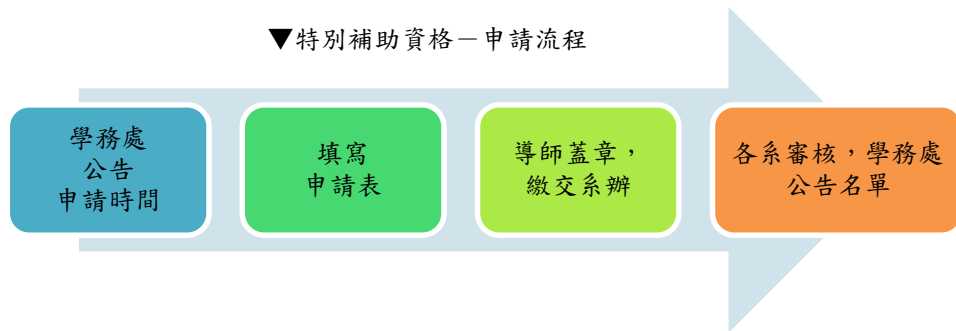 ▼特別補助資格－申請流程
學務處
公告
申請時間
填寫
申請表
導師蓋章，
繳交系辦
各系審核，學務處
公告名單